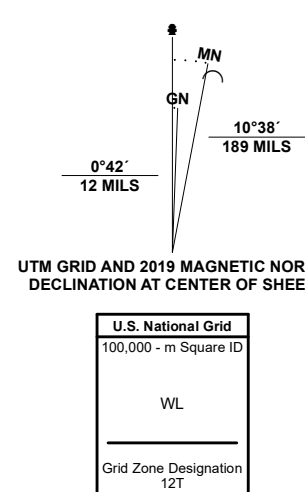 MN
GN
10°38´
189 MILS
0°42´
12 MILS
UTM GRID AND 2019 MAGNETIC NOR
DECLINATION AT CENTER OF SHEE
U.S. National Grid
100,000 - m Square ID
WL
Grid Zone Designation
12T